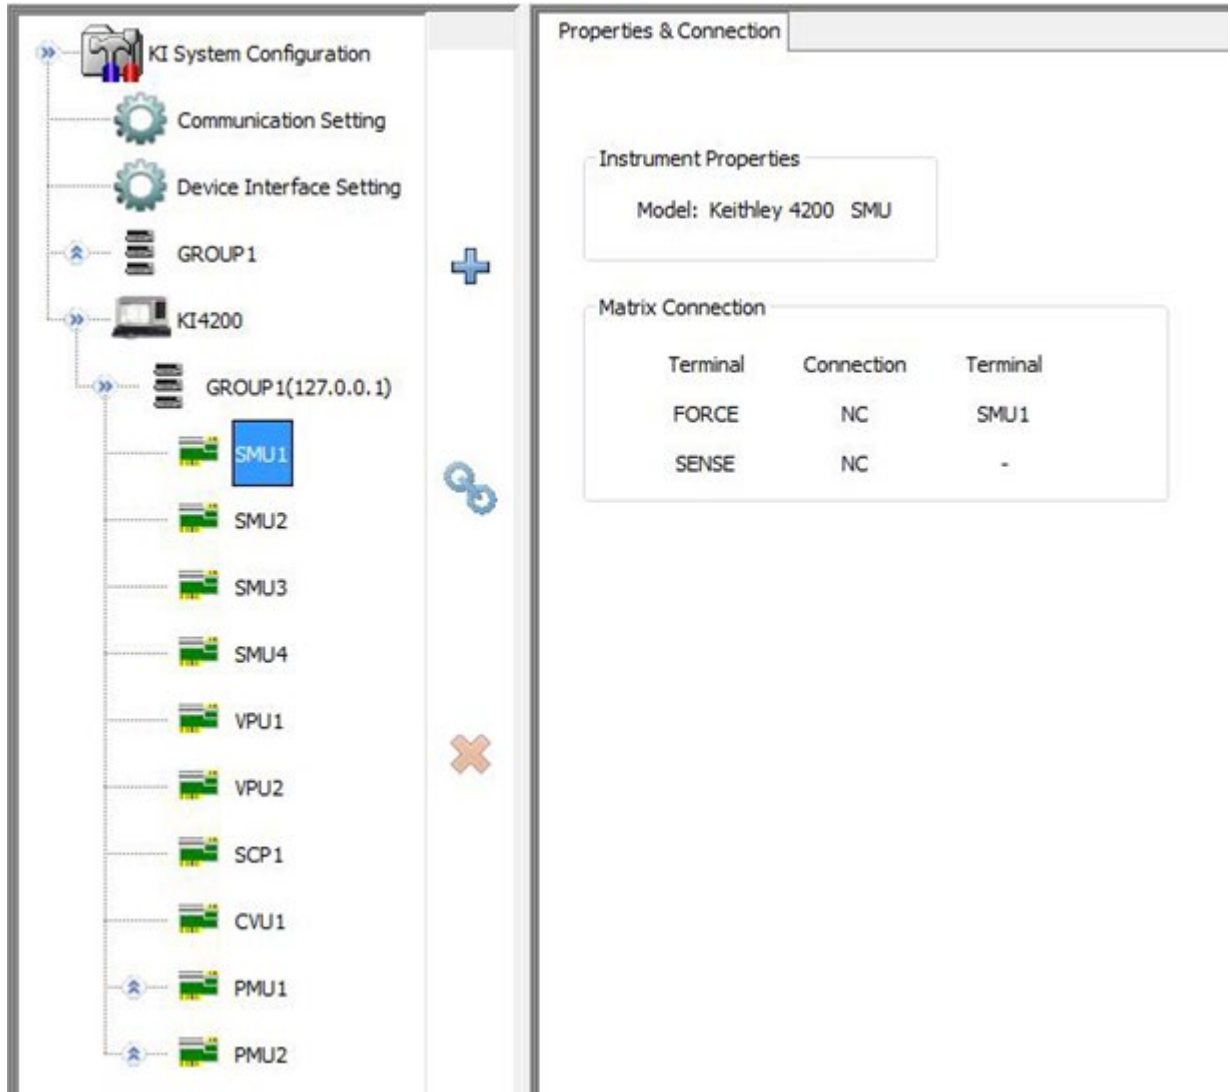 KI System Configuration
Communication Setting
Device Interface Setting
GROUP1
KI4200
GROUP1(127.0.0.1)
SMU1
SMU2
SMU3
SMU4
VPU1
VPU2
SCP1
CVU1
PMU1
PMU2
Properties & Connection
Instrument Properties
Model: Keithley 4200 SMU
Matrix Connection
Terminal Connection Terminal
FORCE NC SMU1
SENSE NC -